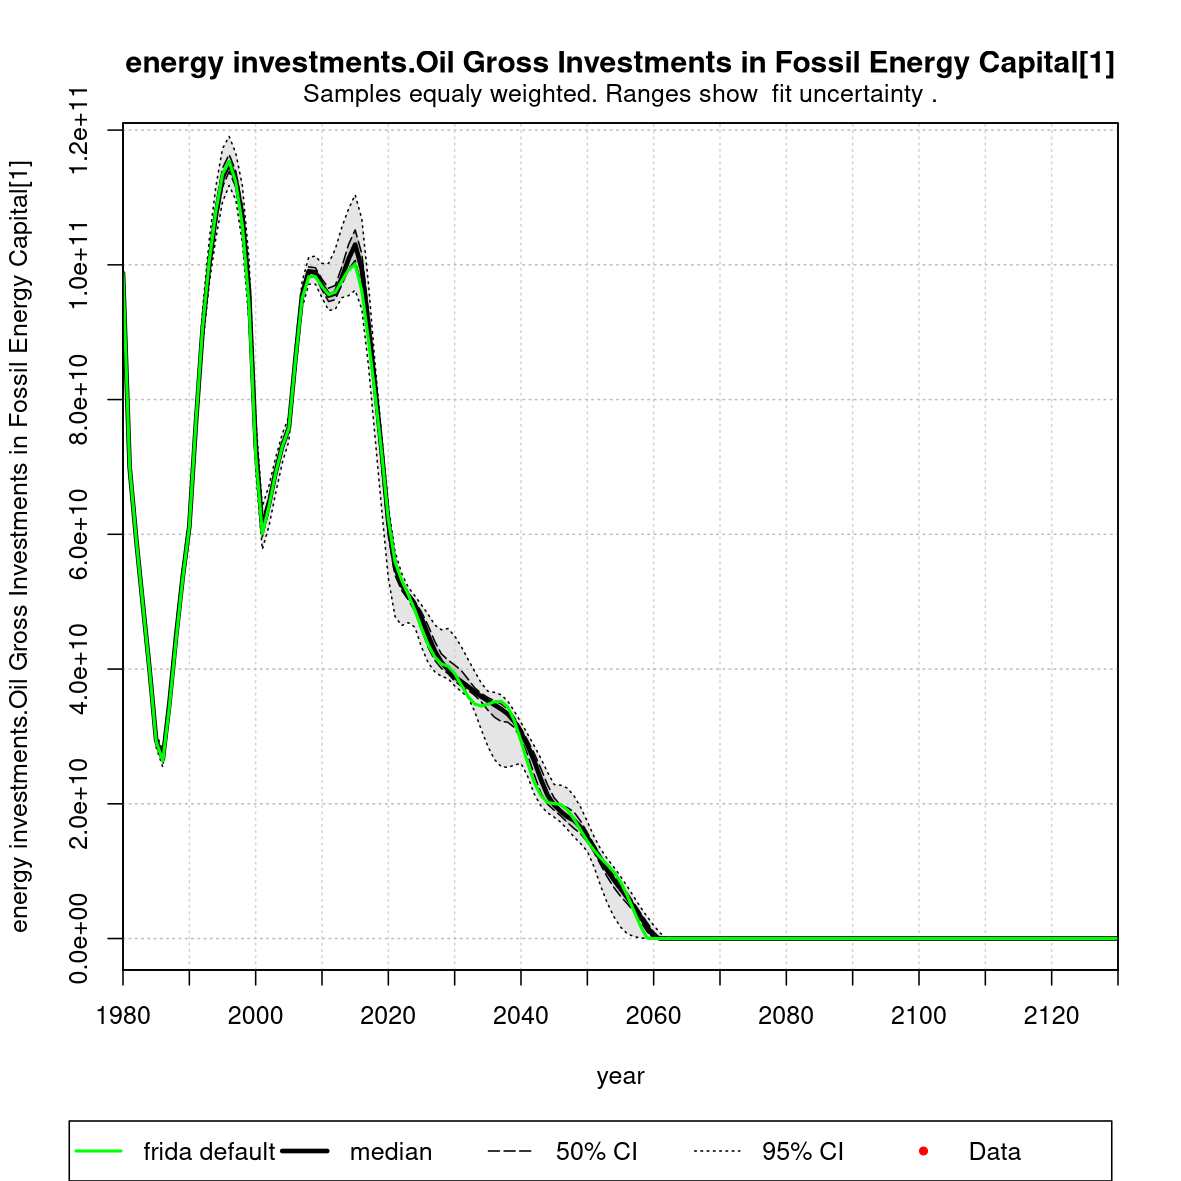 energy investments.Oil Gross Investments in Fossil Energy Capital[1]
Samples equaly weighted. Ranges show  fit uncertainty .
energy investments.Oil Gross Investments in Fossil Energy Capital[1]
1.2e+11
1.0e+11
8.0e+10
6.0e+10
4.0e+10
2.0e+10
0.0e+00
1980 2000 2020 2040 2060 2080 2100 2120
year
frida default median 50% CI 95% CI Data